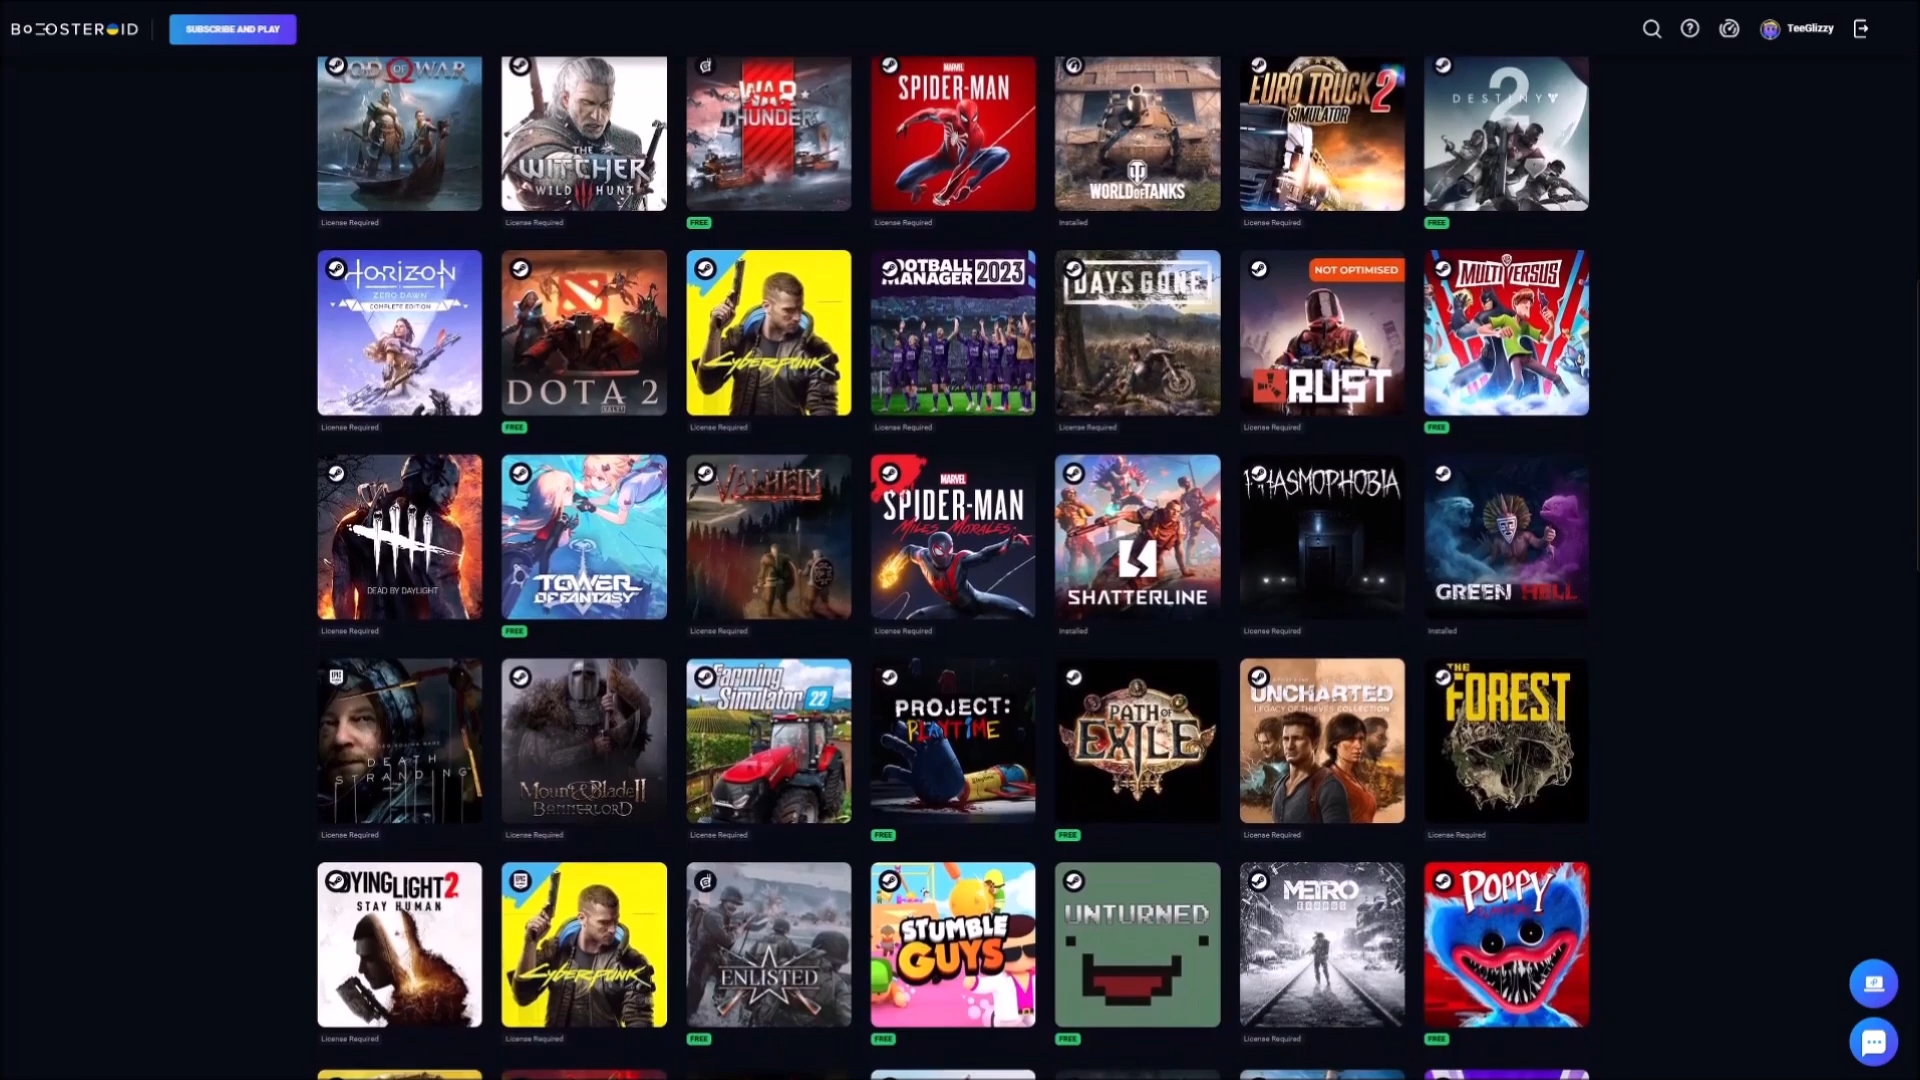 BOOSTEROID
SUBSCRIBE AND PLAY
TeeGlizzy
GOD OF WAR
THE
WITCHER
WILD HUNT
WAR
THUNDER
MARVEL
SPIDER-MAN
WORLD OF TANKS
EURO TRUCK 2
SIMULATOR
2
DESTINY
License Required
License Required
FREE
License Required
Installed
License Required
FREE
HORIZON
ZERO DAWN
COMPLETE EDITION
DOTA 2
CYBERPUNK
FOOTBALL
MANAGER 2023
DAYS GONE
NOT OPTIMISED
RUST
MULTIVERSUS
License Required
FREE
License Required
License Required
License Required
License Required
FREE
DEAD BY DAYLIGHT
TOWER
OF FANTASY
VALHEIM
MARVEL
SPIDER-MAN
MILES MORALES
SHATTERLINE
PHASMOPHOBIA
GREEN HELL
License Required
FREE
License Required
License Required
Installed
License Required
Installed
EPIC
DEATH
STRANDING
MOUNT & BLADE II
BANNERLORD
Farming
Simulator 22
PROJECT:
PLAYTIME
PATH OF
EXILE
UNCHARTED
LEGACY OF THIEVES COLLECTION
THE
FOREST
License Required
License Required
License Required
FREE
FREE
License Required
License Required
DYING LIGHT 2
STAY HUMAN
EPIC
CYBERPUNK
ENLISTED
STUMBLE
GUYS
UNTURNED
METRO
EXODUS
POPPY
License Required
License Required
FREE
FREE
FREE
License Required
FREE